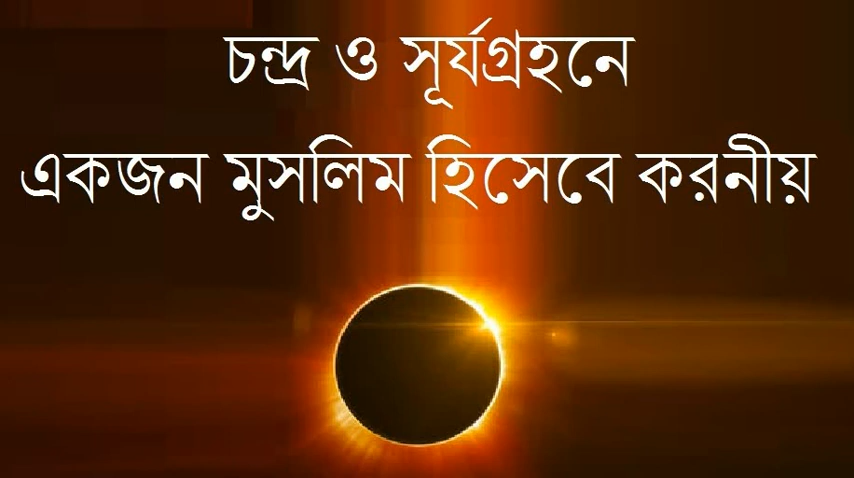 চন্দ্র ও সূর্যগ্রহনে
একজন মুসলিম হিসেবে করনীয়